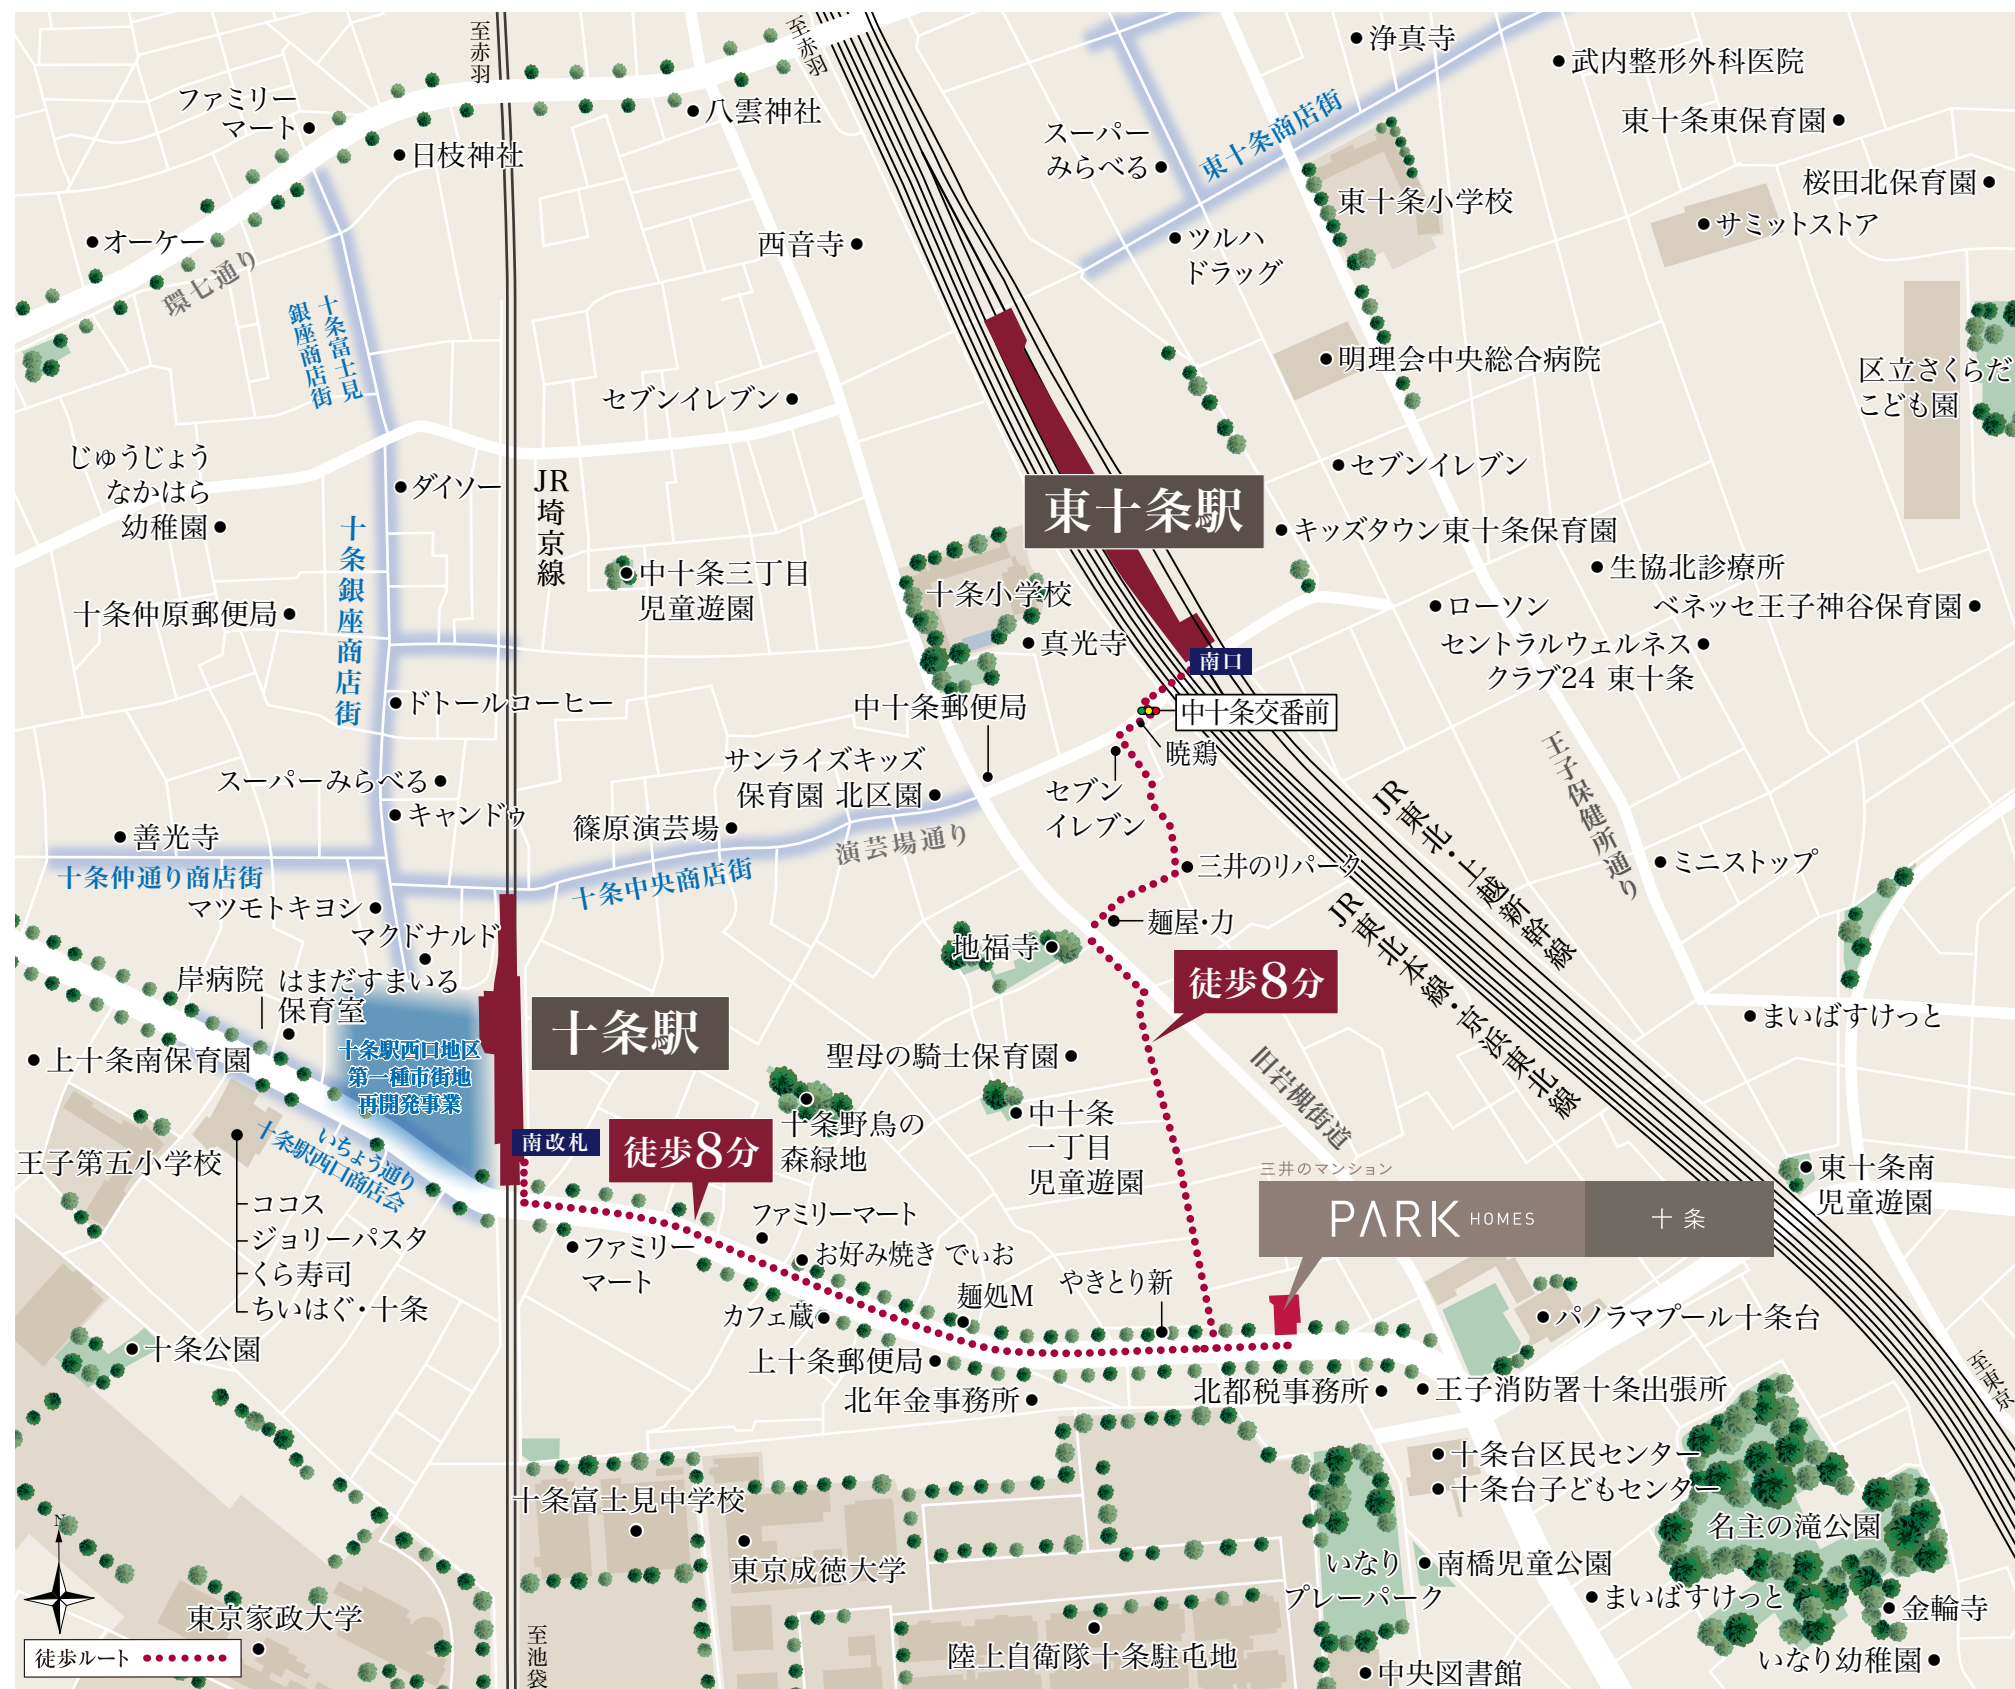 至赤羽
至赤羽
浄真寺
武内整形外科医院
ファミリー
マート
八雲神社
東十条東保育園
日枝神社
スーパー
みらべる
東十条商店街
桜田北保育園
東十条小学校
サミットストア
オーケー
環七通り
西音寺
ツルハ
ドラッグ
十条富士見
銀座商店街
明理会中央総合病院
区立さくらだ
こども園
セブンイレブン
じゅうじょう
なかはら
幼稚園
ダイソー
JR埼京線
セブンイレブン
東十条駅
キッズタウン東十条保育園
十条銀座商店街
中十条三丁目
児童遊園
十条小学校
生協北診療所
ローソン
ベネッセ王子神谷保育園
十条仲原郵便局
真光寺
セントラルウェルネス
クラブ24 東十条
南口
ドトールコーヒー
中十条郵便局
中十条交番前
暁鶏
スーパーみらべる
サンライズキッズ
保育園 北区園
セブン
イレブン
JR東北・上越新幹線
王子保健所通り
キャンドゥ
篠原演芸場
演芸場通り
善光寺
十条仲通り商店街
十条中央商店街
三井のリパーク
ミニストップ
マツモトキヨシ
マクドナルド
麺屋・力
JR東北本線・京浜東北線
地福寺
岸病院
はまだすまいる
保育室
徒歩8分
十条駅
まいばすけっと
上十条南保育園
十条駅西口地区
第一種市街地
再開発事業
聖母の騎士保育園
旧岩槻街道
中十条
一丁目
児童遊園
十条野鳥の
森緑地
いちょう通り
十条駅西口商店会
南改札
徒歩8分
王子第五小学校
東十条南
児童遊園
三井のマンション
PARK HOMES
十条
ココス
ジョリーパスタ
くら寿司
ちいはぐ・十条
ファミリー
マート
ファミリーマート
お好み焼き でぃお
麺処M
やきとり新
カフェ蔵
パノラマプール十条台
十条公園
上十条郵便局
北年金事務所
北都税事務所
王子消防署十条出張所
至東京
十条台区民センター
十条台子どもセンター
十条富士見中学校
東京成徳大学
名主の滝公園
いなり
プレーパーク
南橋児童公園
まいばすけっと
金輪寺
N
東京家政大学
徒歩ルート
至池袋
陸上自衛隊十条駐屯地
中央図書館
いなり幼稚園